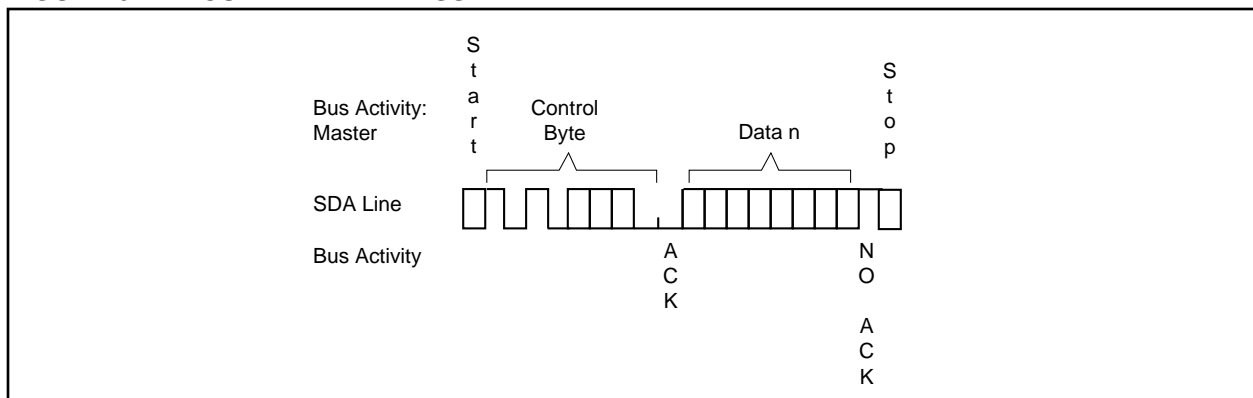 Start
Stop
Bus Activity:
Master
Control
Byte
Data n
SDA Line
Bus Activity
ACK
NO ACK